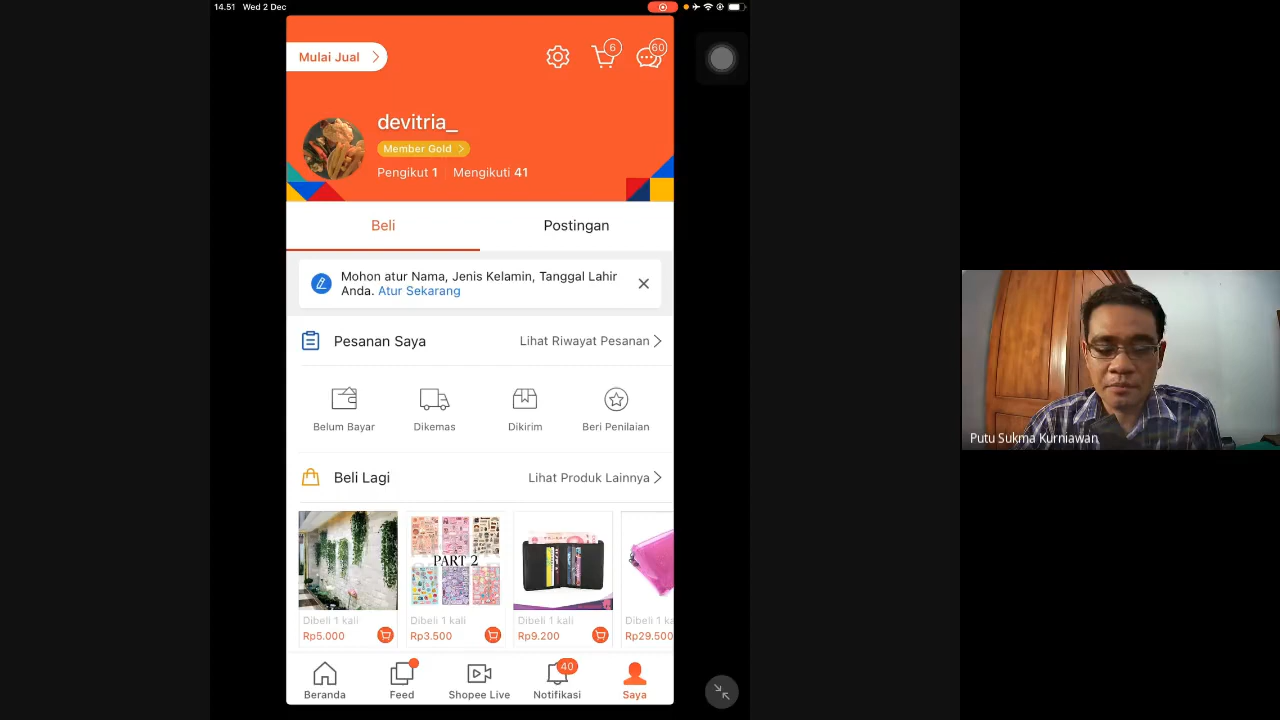 14.51 Wed 2 Dec
Mulai Jual
6
60
devitria_
Member Gold
Pengikut 1 Mengikuti 41
Beli
Postingan
Mohon atur Nama, Jenis Kelamin, Tanggal Lahir
Anda. Atur Sekarang
Pesanan Saya
Lihat Riwayat Pesanan
Belum Bayar
Dikemas
Dikirim
Beri Penilaian
Beli Lagi
Lihat Produk Lainnya
PART 2
Dibeli 1 kali
Rp5.000
Dibeli 1 kali
Rp3.500
Dibeli 1 kali
Rp9.200
Dibeli 1 ka
Rp29.500
Beranda
Feed
Shopee Live
40
Notifikasi
Saya
Putu Sukma Kurniawan